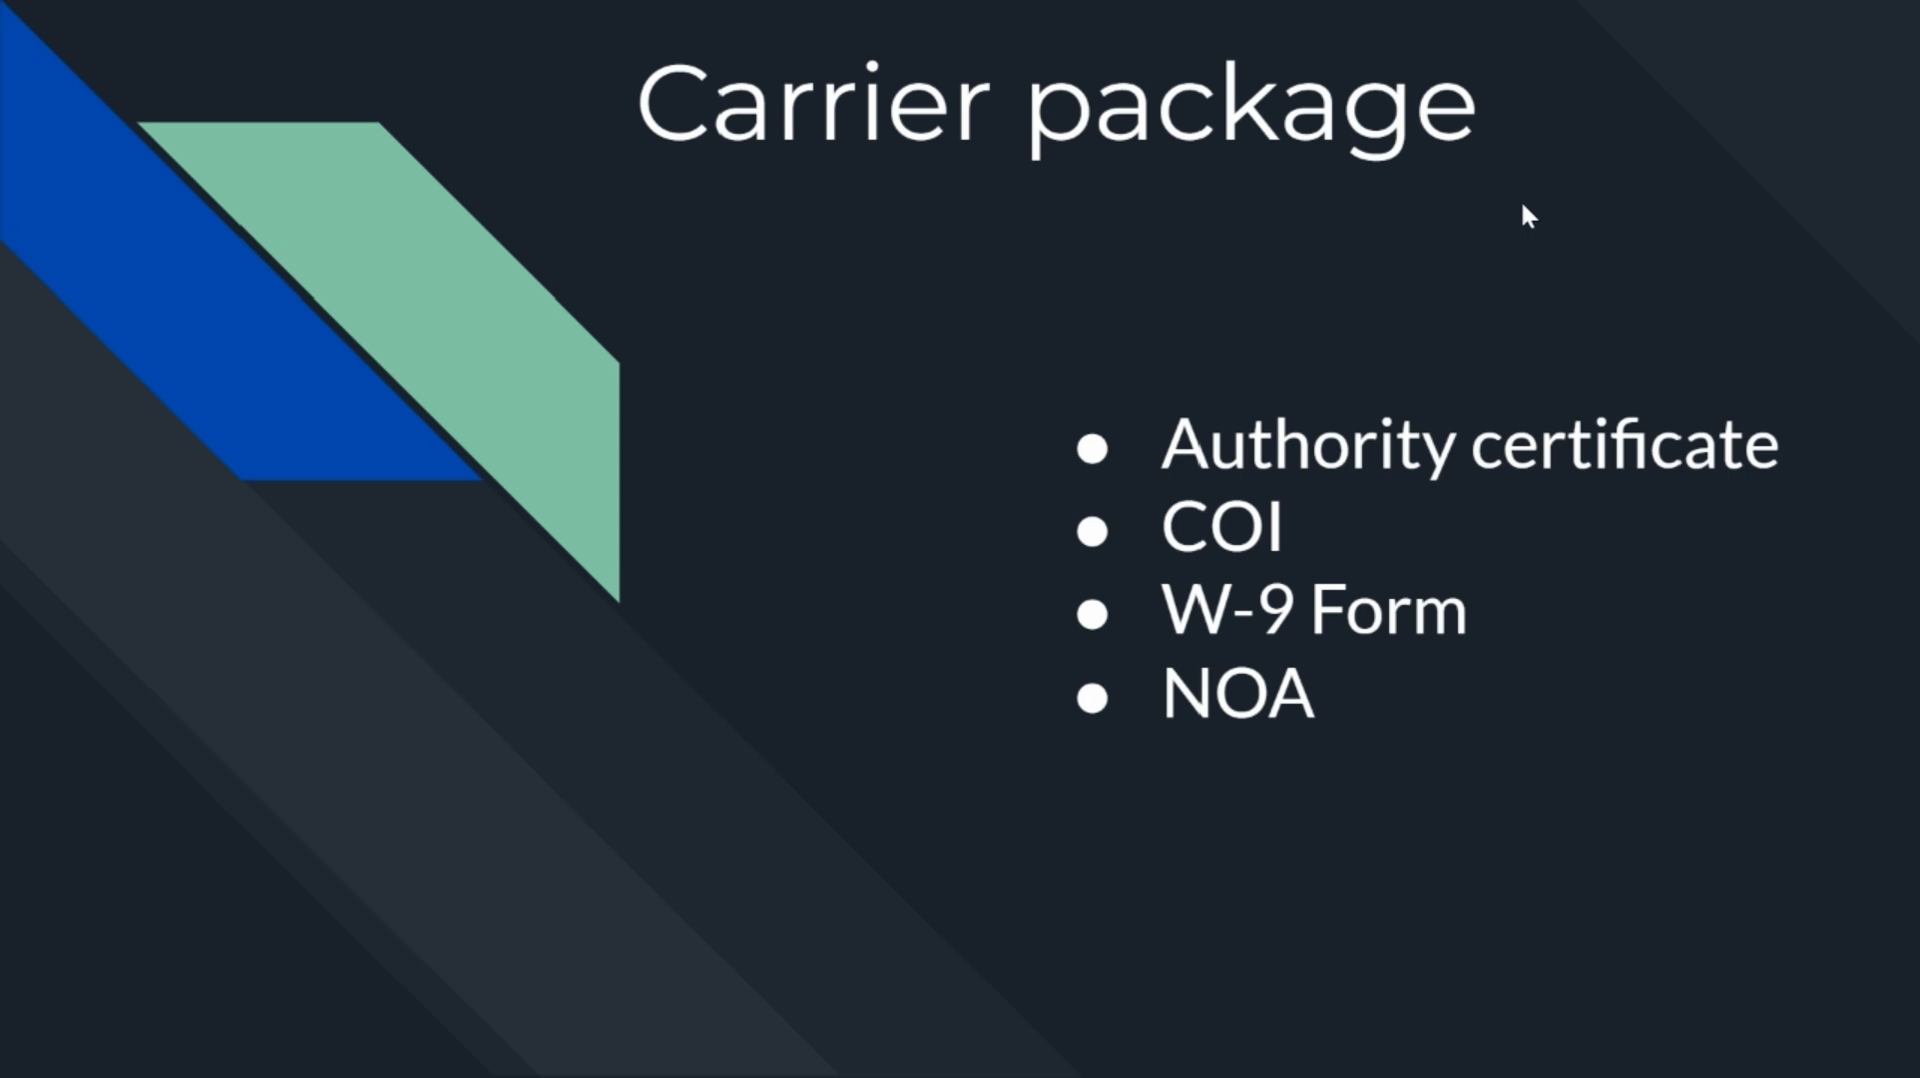 Carrier package
● Authority certificate
● COI
● W-9 Form
● NOA